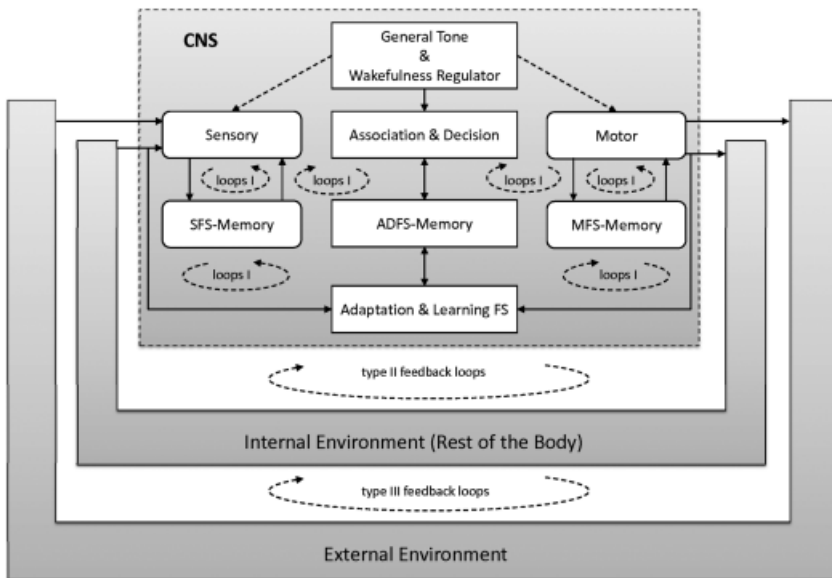 CNS
General Tone
&
Wakefulness Regulator
Sensory
Association & Decision
Motor
loops I
loops I
loops I
loops I
SFS-Memory
ADFS-Memory
MFS-Memory
loops I
loops I
Adaptation & Learning FS
type II feedback loops
Internal Environment (Rest of the Body)
type III feedback loops
External Environment